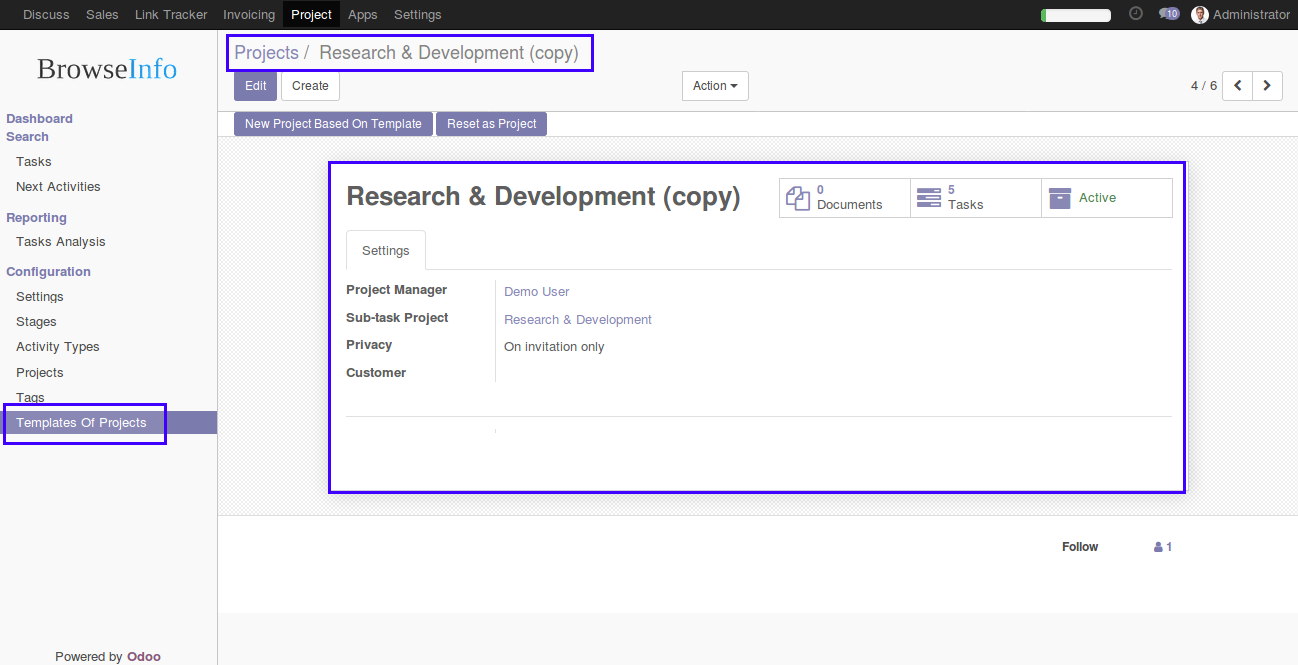 Discuss Sales Link Tracker Invoicing Project Apps Settings 10 Administrator
BrowseInfo
Dashboard
Search
Tasks
Next Activities
Reporting
Tasks Analysis
Configuration
Settings
Stages
Activity Types
Projects
Tags
Templates Of Projects
Powered by Odoo
Projects / Research & Development (copy)
Edit Create Action 4 / 6
New Project Based On Template Reset as Project
Research & Development (copy)
0 Documents
5 Tasks
Active
Settings
Project Manager Demo User
Sub-task Project Research & Development
Privacy On invitation only
Customer
Follow 1